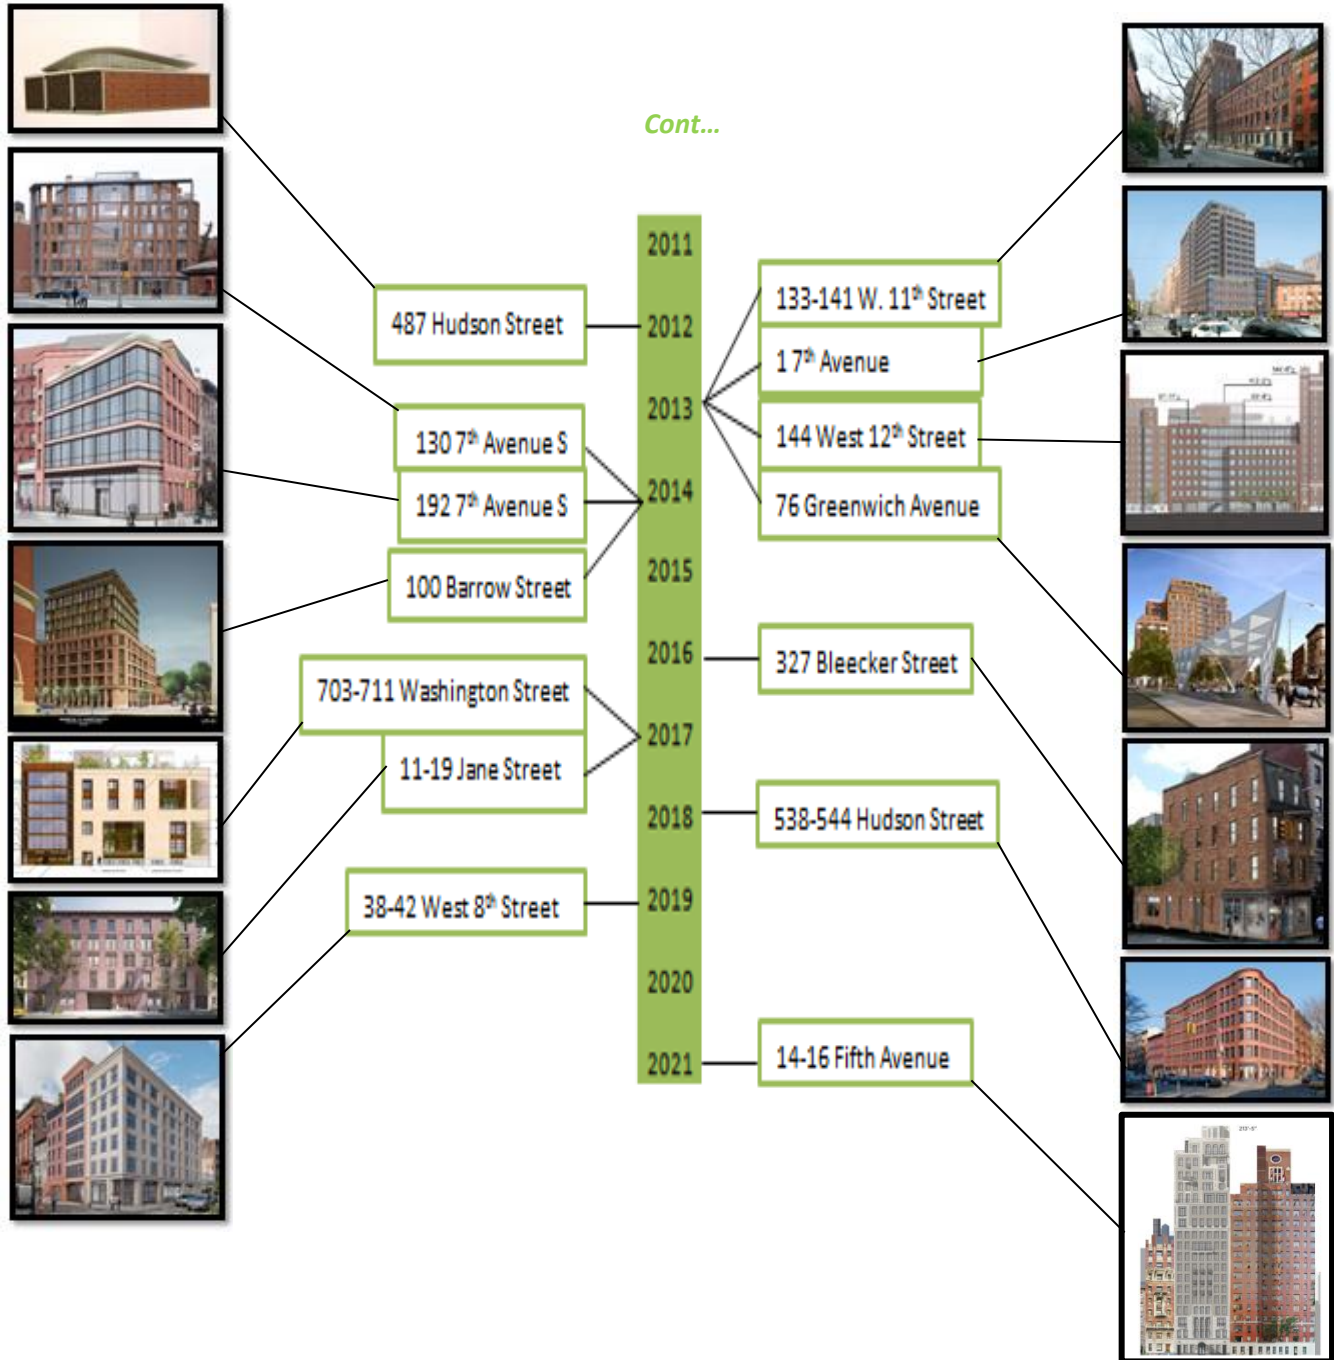 Cont...
2011
2012
2013
2014
2015
2016
2017
2018
2019
2020
2021
487 Hudson Street
130 7th Avenue S
192 7th Avenue S
100 Barrow Street
703-711 Washington Street
11-19 Jane Street
38-42 West 8th Street
133-141 W. 11th Street
1 7th Avenue
144 West 12th Street
76 Greenwich Avenue
327 Bleecker Street
538-544 Hudson Street
14-16 Fifth Avenue
213'-5"